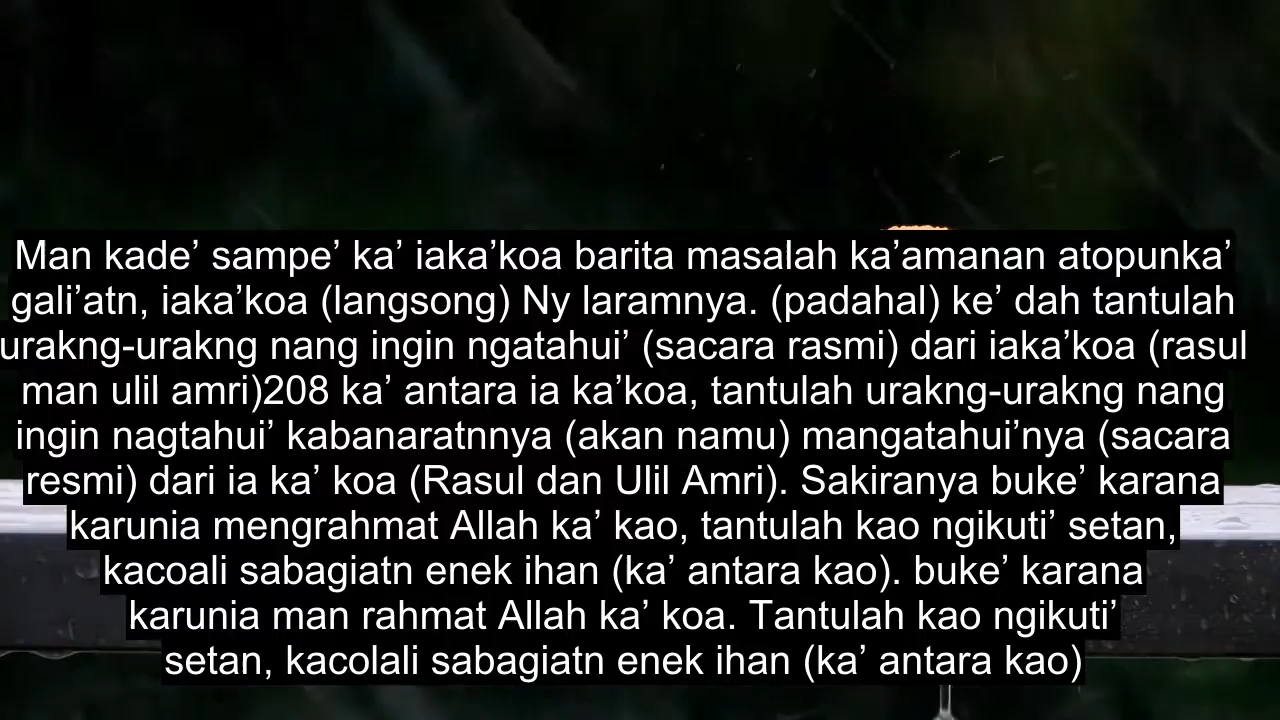 Man kade’ sampe’ ka’ iaka’koa barita masalah ka’amanan atopunka’
gali’atn, iaka’koa (langsong) Ny laramnya. (padahal) ke’ dah tantulah
urakng-urakng nang ingin ngatahui’ (sacara rasmi) dari iaka’koa (rasul
man ulil amri)208 ka’ antara ia ka’koa, tantulah urakng-urakng nang
ingin nagtahui’ kabanaratnnya (akan namu) mangatahui’nya (sacara
resmi) dari ia ka’ koa (Rasul dan Ulil Amri). Sakiranya buke’ karana
karunia mengrahmat Allah ka’ kao, tantulah kao ngikuti’ setan,
kacoali sabagiatn enek ihan (ka’ antara kao). buke’ karana
karunia man rahmat Allah ka’ koa. Tantulah kao ngikuti’
setan, kacolali sabagiatn enek ihan (ka’ antara kao)